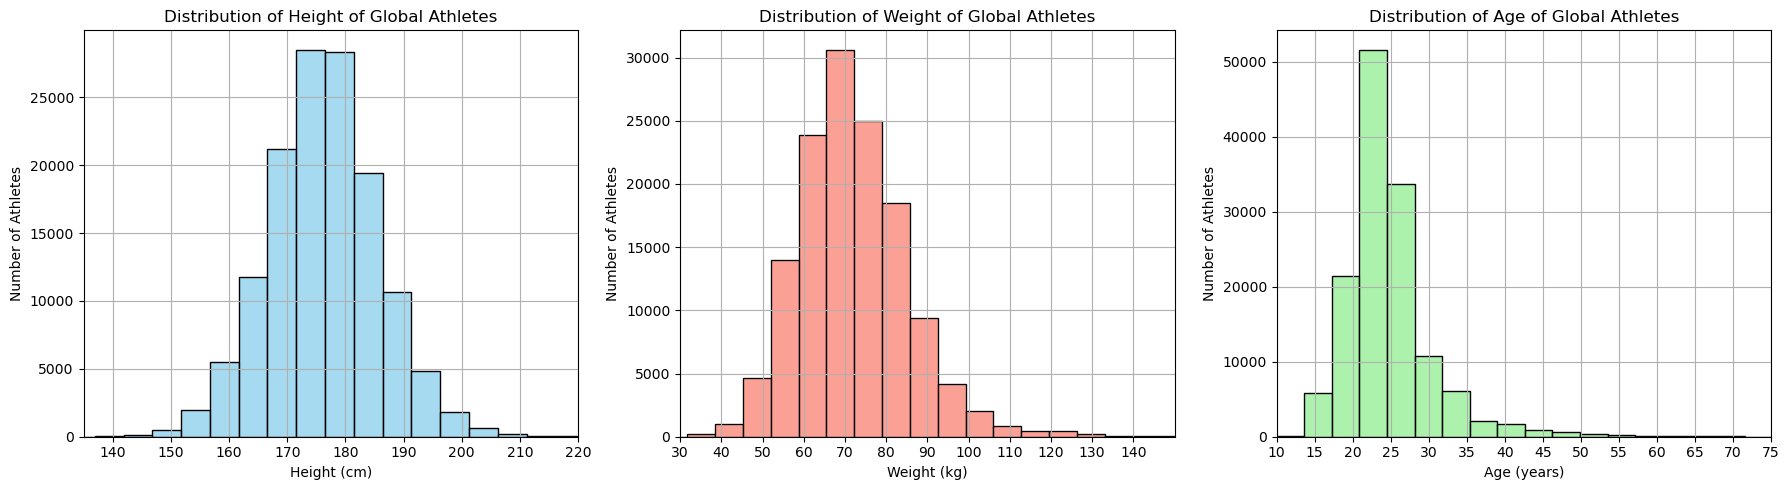 Distribution of Height of Global Athletes
Number of Athletes
25000
20000
15000
10000
5000
0
140 150 160 170 180 190 200 210 220
Height (cm)
Distribution of Weight of Global Athletes
Number of Athletes
30000
25000
20000
15000
10000
5000
0
30 40 50 60 70 80 90 100 110 120 130 140
Weight (kg)
Distribution of Age of Global Athletes
Number of Athletes
50000
40000
30000
20000
10000
0
10 15 20 25 30 35 40 45 50 55 60 65 70 75
Age (years)